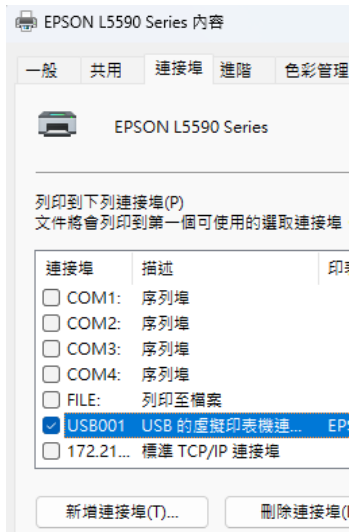 EPSON L5590 Series 內容
一般 共用 連接埠 進階 色彩管理
EPSON L5590 Series
列印到下列連接埠(P)
文件將會列印到第一個可使用的選取連接埠
連接埠 描述 印
COM1: 序列埠
COM2: 序列埠
COM3: 序列埠
COM4: 序列埠
FILE: 列印至檔案
USB001 USB 的虛擬印表機連... EPS
172.21... 標準 TCP/IP 連接埠
新增連接埠(T)... 刪除連接埠(